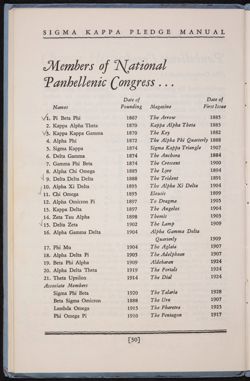 SIGMA KAPPA PLEDGE MANUAL
Members of National
Panhellenic Congress . . .
Names Date of Founding Magazine Date of First Issue
1. Pi Beta Phi 1867 The Arrow 1885
2. Kappa Alpha Theta 1870 Kappa Alpha Theta 1885
3. Kappa Kappa Gamma 1870 The Key 1882
4. Alpha Phi 1872 The Alpha Phi Quarterly 1888
5. Sigma Kappa 1874 Sigma Kappa Triangle 1907
6. Delta Gamma 1874 The Anchora 1884
7. Gamma Phi Beta 1874 The Crescent 1900
8. Alpha Chi Omega 1885 The Lyre 1894
9. Delta Delta Delta 1888 The Trident 1891
10. Alpha Xi Delta 1893 The Alpha Xi Delta 1904
11. Chi Omega 1895 Eleusis 1899
12. Alpha Omicron Pi 1897 To Dragma 1905
13. Kappa Delta 1897 The Angelos 1904
14. Zeta Tau Alpha 1898 Themis 1903
15. Delta Zeta 1902 The Lamp 1909
16. Alpha Gamma Delta 1904 Alpha Gamma Delta
Quarterly 1909
17. Phi Mu 1904 The Aglaia 1907
18. Alpha Delta Pi 1905 The Adelphean 1907
19. Beta Phi Alpha 1909 Aldebaran 1924
20. Alpha Delta Theta 1919 The Portals 1924
21. Theta Upsilon 1914 The Dial 1924
Associate Members
Sigma Phi Beta 1920 The Talaria 1928
Beta Sigma Omicron 1888 The Urn 1907
Lambda Omega 1915 The Pharetra 1923
Phi Omega Pi 1910 The Pentagon 1917
[50]